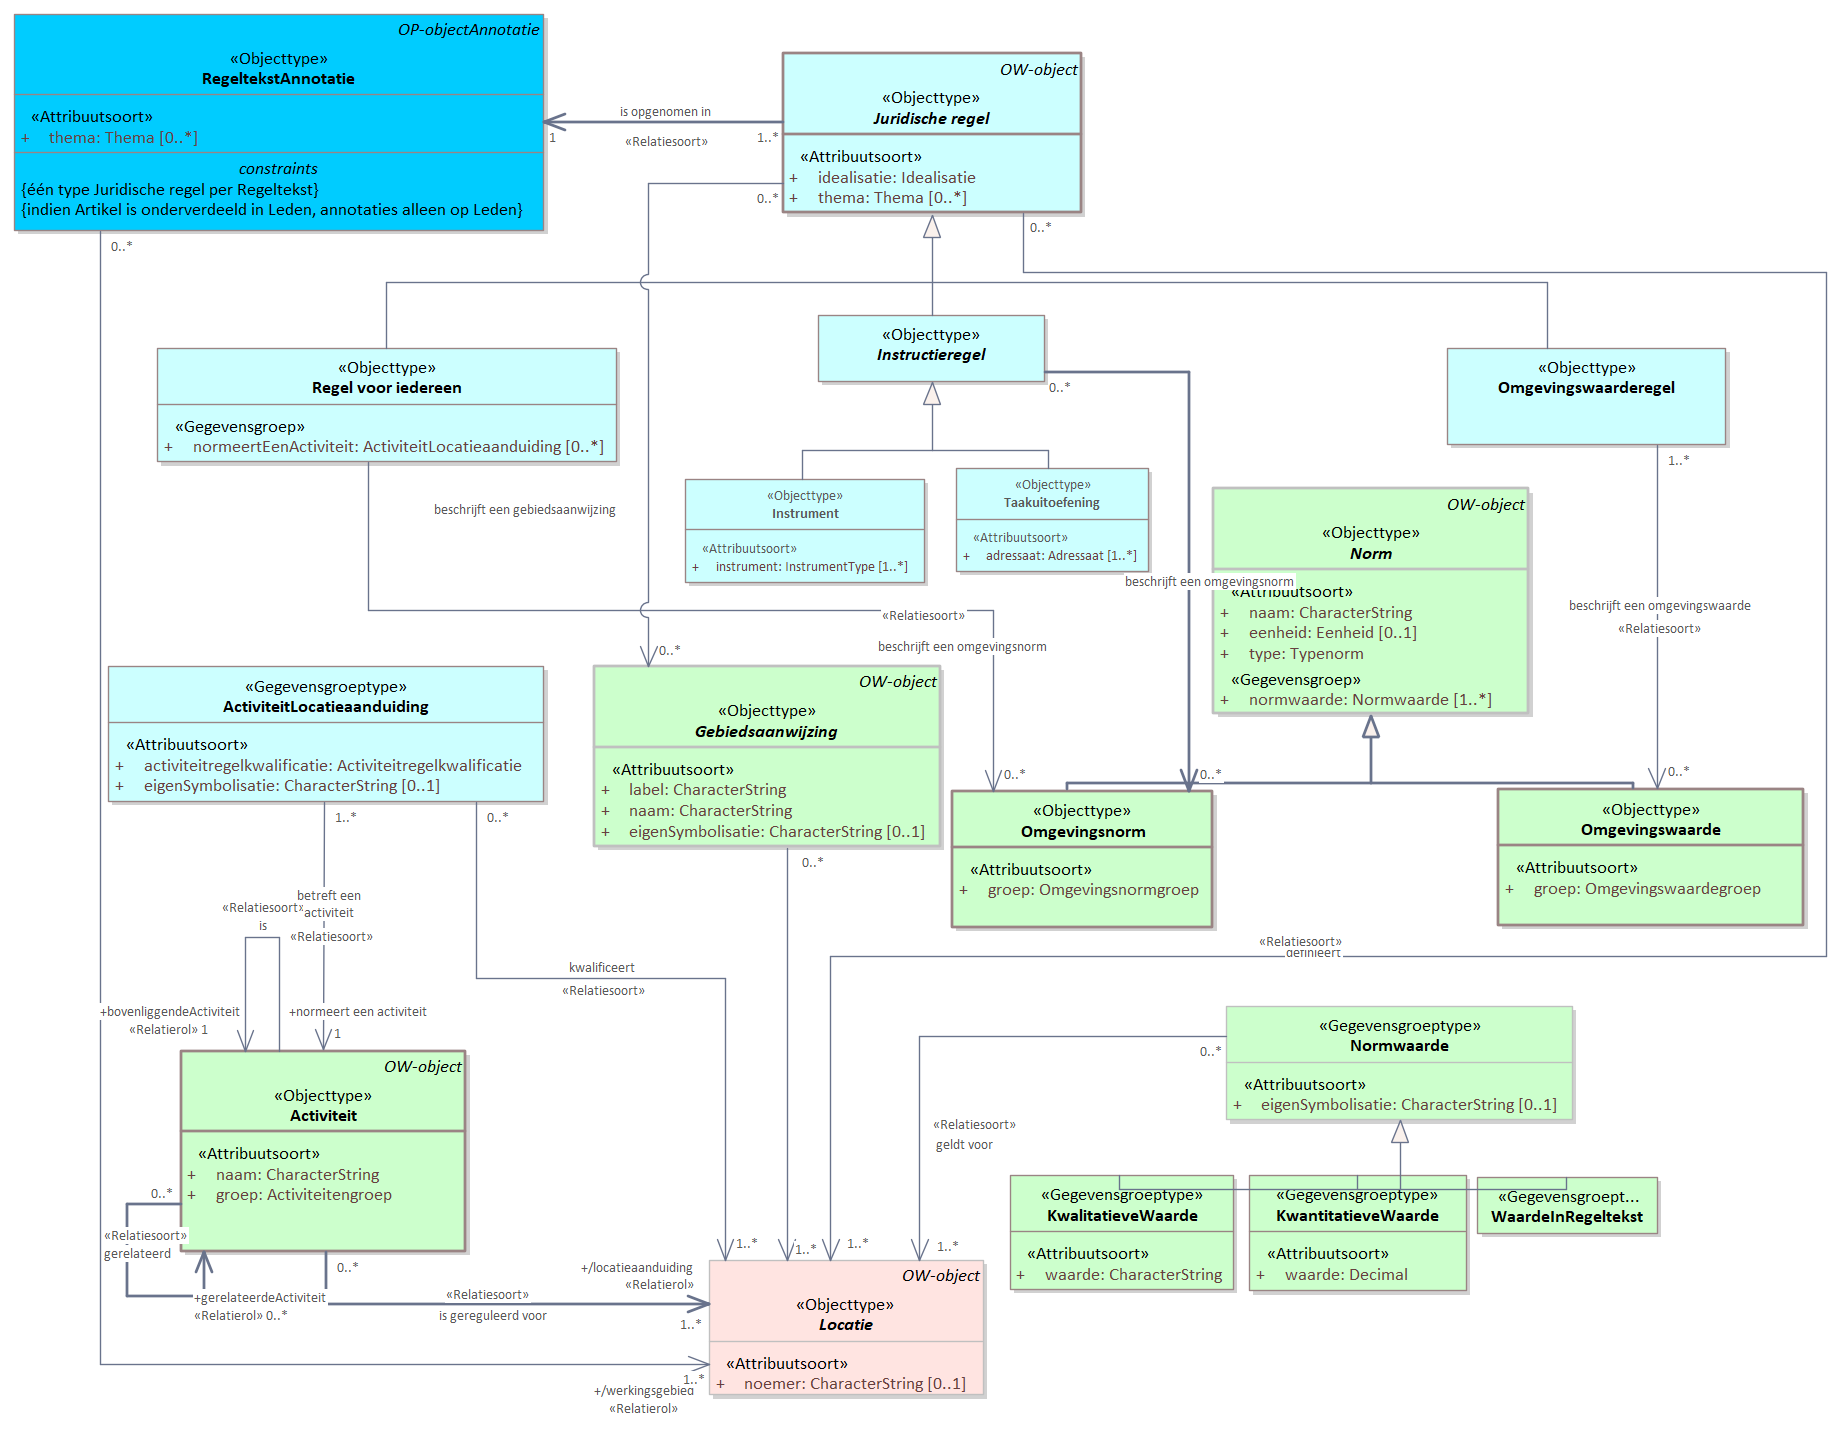 OP-objectAnnotatie
«Objecttype»
RegeltekstAnnotatie
«Attribuutsoort»
+ thema: Thema [0..*]
constraints
{één type Juridische regel per Regeltekst}
{indien Artikel is onderverdeeld in Leden, annotaties alleen op Leden}
0..*
is opgenomen in
1
«Relatiesoort»
1..*
OW-object
«Objecttype»
Juridische regel
«Attribuutsoort»
+ idealisatie: Idealisatie
+ thema: Thema [0..*]
0..*
0..*
«Objecttype»
Regel voor iedereen
«Gegevensgroep»
+ normeertEenActiviteit: ActiviteitLocatieaanduiding [0..*]
«Objecttype»
Instructieregel
0..*
«Objecttype»
Omgevingswaarderegel
1..*
beschrijft een gebiedsaanwijzing
«Objecttype»
Instrument
«Attribuutsoort»
+ instrument: InstrumentType [1..*]
«Objecttype»
Taakuitoefening
«Attribuutsoort»
+ adressaat: Adressaat [1..*]
beschrijft een omgevingsnorm
OW-object
«Objecttype»
Norm
«Attribuutsoort»
+ naam: CharacterString
+ eenheid: Eenheid [0..1]
+ type: Typenorm
«Gegevensgroep»
+ normwaarde: Normwaarde [1..*]
beschrijft een omgevingswaarde
«Relatiesoort»
«Relatiesoort»
beschrijft een omgevingsnorm
0..*
0..*
0..*
0..*
«Gegevensgroeptype»
ActiviteitLocatieaanduiding
«Attribuutsoort»
+ activiteitregelkwalificatie: Activiteitregelkwalificatie
+ eigenSymbolisatie: CharacterString [0..1]
1..*
0..*
OW-object
«Objecttype»
Gebiedsaanwijzing
«Attribuutsoort»
+ label: CharacterString
+ naam: CharacterString
+ eigenSymbolisatie: CharacterString [0..1]
0..*
«Objecttype»
Omgevingsnorm
«Attribuutsoort»
+ groep: Omgevingsnormgroep
«Objecttype»
Omgevingswaarde
«Attribuutsoort»
+ groep: Omgevingswaardegroep
betreft een
activiteit
«Relatiesoort»
«Relatiesoort»
is
kwalificeert
«Relatiesoort»
«Relatiesoort»
definieert
+bovenliggendeActiviteit
«Relatierol» 1
+normeert een activiteit
1
OW-object
«Objecttype»
Activiteit
«Attribuutsoort»
+ naam: CharacterString
+ groep: Activiteitengroep
0..*
«Relatiesoort»
gerelateerd
+gerelateerdeActiviteit
«Relatierol» 0..*
0..*
«Relatiesoort»
is gereguleerd voor
+/locatieaanduiding
«Relatierol»
1..*
1..*
1..*
1..*
1..*
1..*
+/werkingsgebied
«Relatierol»
OW-object
«Objecttype»
Locatie
«Attribuutsoort»
+ noemer: CharacterString [0..1]
«Relatiesoort»
geldt voor
0..*
«Gegevensgroeptype»
Normwaarde
«Attribuutsoort»
+ eigenSymbolisatie: CharacterString [0..1]
«Gegevensgroeptype»
KwalitatieveWaarde
«Attribuutsoort»
+ waarde: CharacterString
«Gegevensgroeptype»
KwantitatieveWaarde
«Attribuutsoort»
+ waarde: Decimal
«Gegevensgroept...
WaardeInRegeltekst